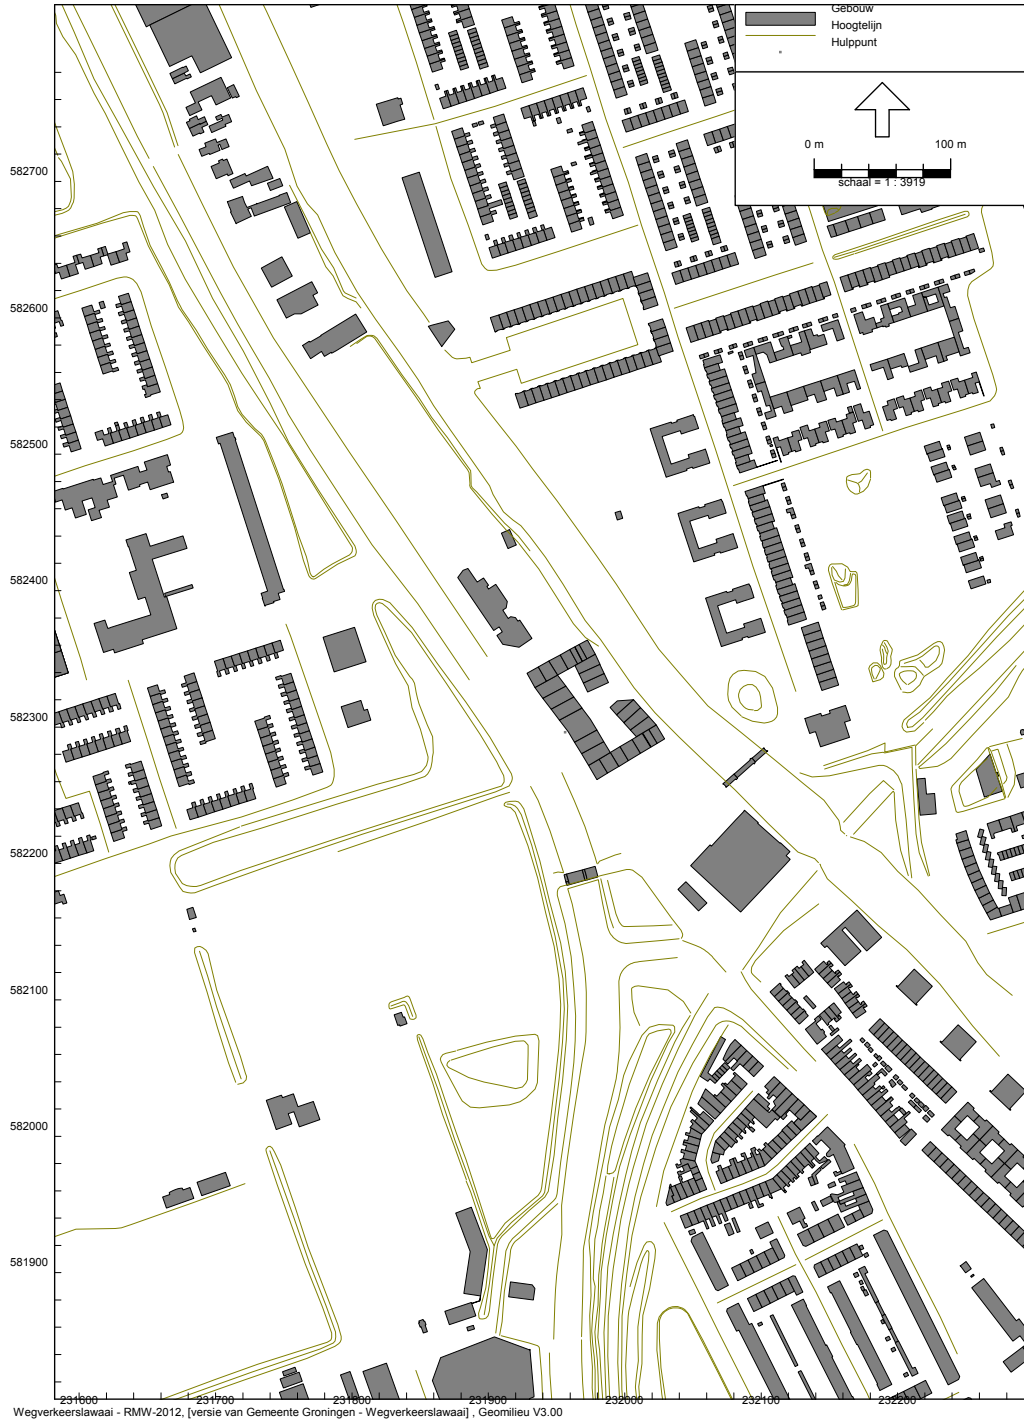 Gebouw
Hoogtelijn
Hulppunt
0 m 100 m
schaal = 1 : 3919
582700
582600
582500
582400
582300
582200
582100
582000
581900
231600 231700 231800 231900 232000 232100 232200
Wegverkeerslawaai - RMW-2012, [versie van Gemeente Groningen - Wegverkeerslawaai] , Geomilieu V3.00